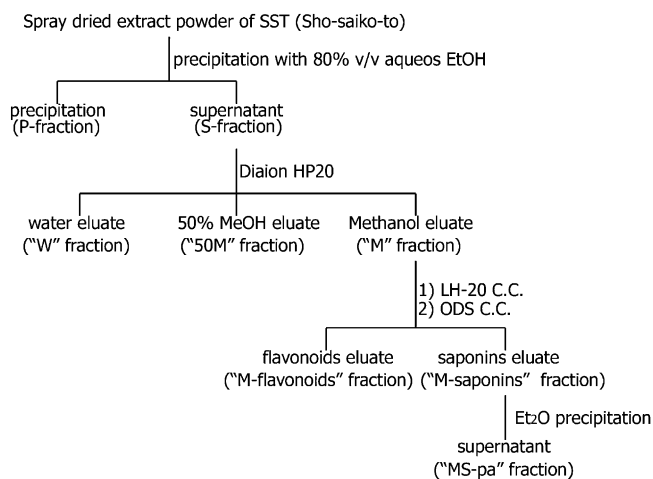 Spray dried extract powder of SST (Sho-saiko-to)
precipitation with 80% v/v aqueos EtOH
precipitation
(P-fraction)
supernatant
(S-fraction)
Diaion HP20
water eluate
(“W” fraction)
50% MeOH eluate
(“50M” fraction)
Methanol eluate
(“M” fraction)
1) LH-20 C.C.
2) ODS C.C.
flavonoids eluate
(“M-flavonoids” fraction)
saponins eluate
(“M-saponins” fraction)
Et2O precipitation
supernatant
(“MS-pa” fraction)